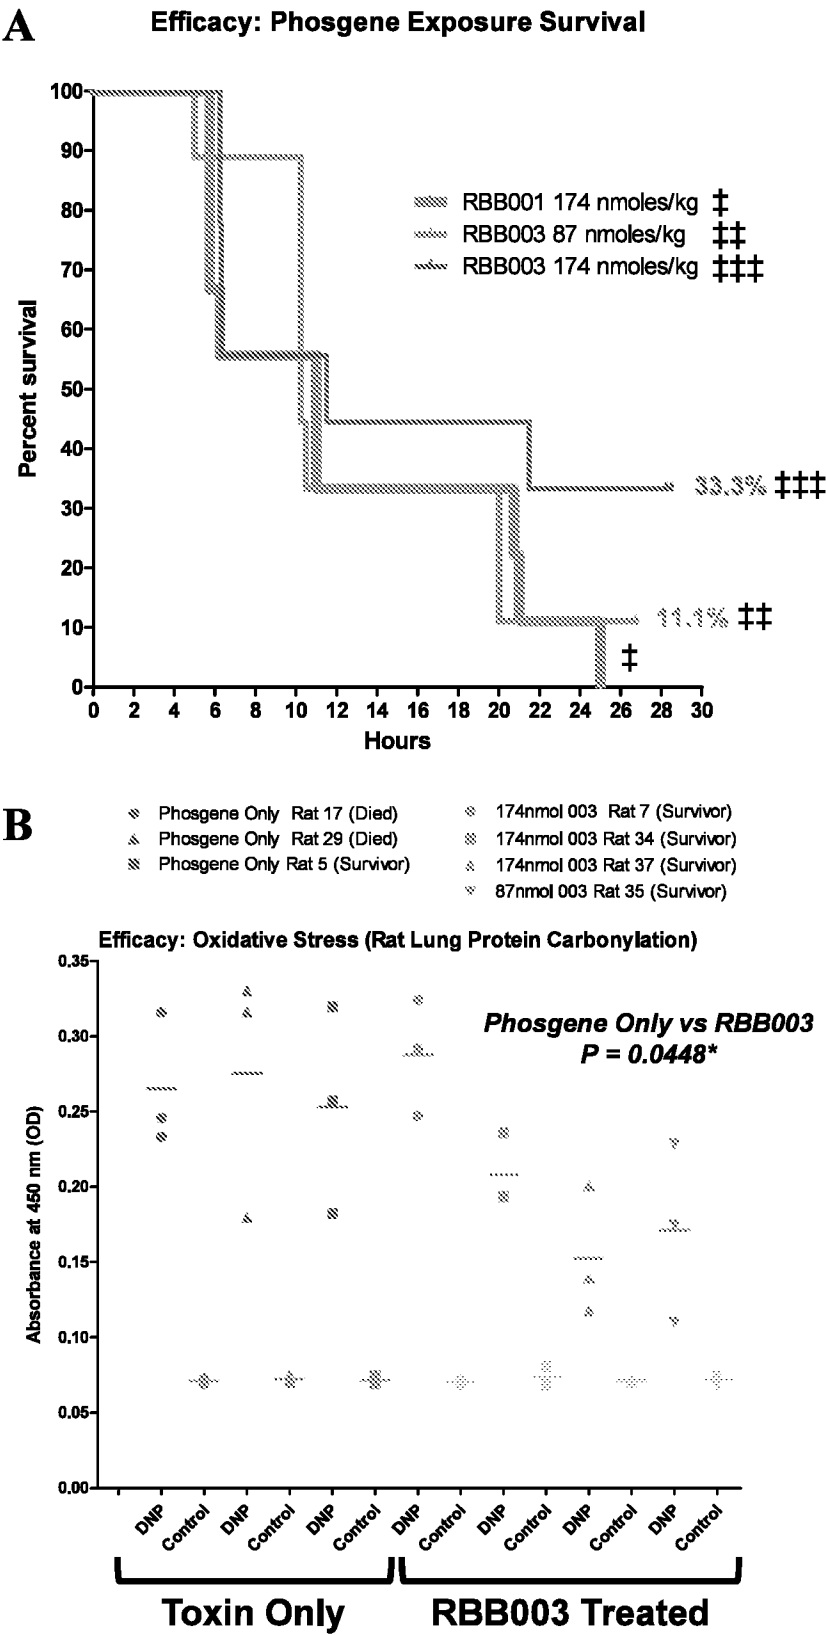 A
Efficacy: Phosgene Exposure Survival
100
90
80
70
60
50
40
30
20
10
0
Percent survival
RBB001 174 nmoles/kg ‡
RBB003 87 nmoles/kg ‡‡
RBB003 174 nmoles/kg ‡‡‡
33.3% ‡‡‡
11.1% ‡‡
‡
0 2 4 6 8 10 12 14 16 18 20 22 24 26 28 30
Hours
B
Phosgene Only Rat 17 (Died)
Phosgene Only Rat 29 (Died)
Phosgene Only Rat 5 (Survivor)
174nmol 003 Rat 7 (Survivor)
174nmol 003 Rat 34 (Survivor)
174nmol 003 Rat 37 (Survivor)
87nmol 003 Rat 35 (Survivor)
Efficacy: Oxidative Stress (Rat Lung Protein Carbonylation)
0.35
0.30
0.25
0.20
0.15
0.10
0.05
0.00
Absorbance at 450 nm (OD)
Phosgene Only vs RBB003
P = 0.0448*
DNP Control DNP Control DNP Control DNP Control DNP Control DNP Control DNP Control
Toxin Only RBB003 Treated